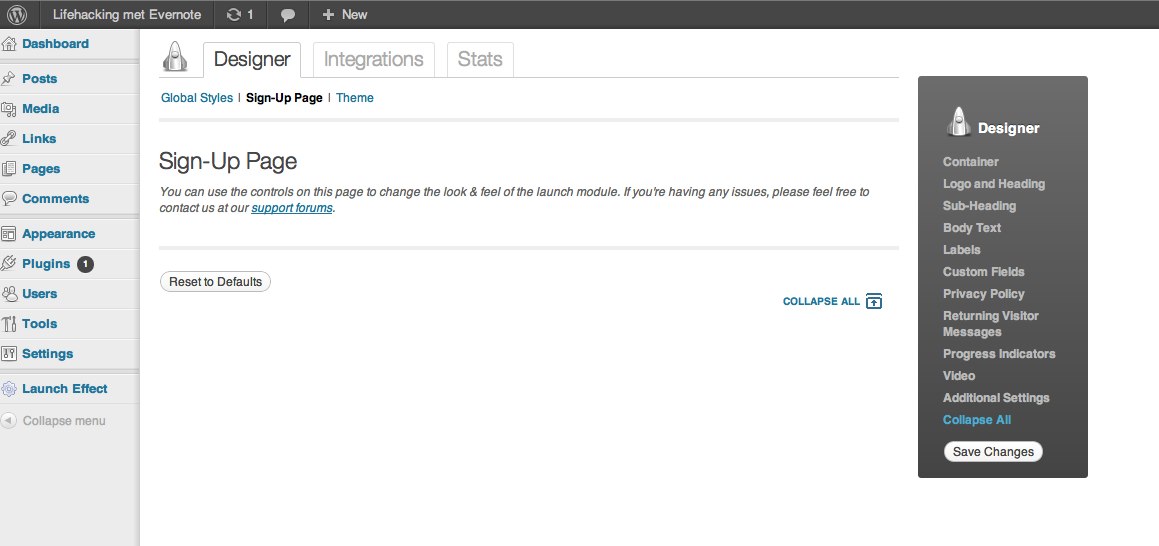 Lifehacking met Evernote 1 New
Dashboard
Posts
Media
Links
Pages
Comments
Appearance
Plugins 1
Users
Tools
Settings
Launch Effect
Collapse menu
Designer Integrations Stats
Global Styles | Sign-Up Page | Theme
Sign-Up Page
You can use the controls on this page to change the look & feel of the launch module. If you're having any issues, please feel free to
contact us at our support forums.
Reset to Defaults
COLLAPSE ALL
Designer
Container
Logo and Heading
Sub-Heading
Body Text
Labels
Custom Fields
Privacy Policy
Returning Visitor
Messages
Progress Indicators
Video
Additional Settings
Collapse All
Save Changes